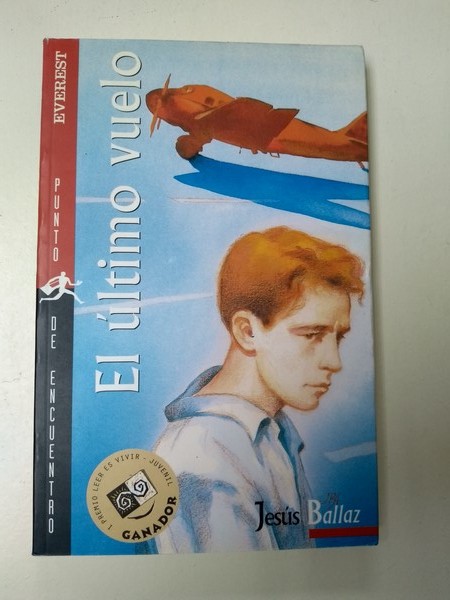 EVEREST
PUNTO DE ENCUENTRO
El último vuelo
I PREMIO LEER ES VIVIR - JUVENIL
GANADOR
Jesús Ballaz